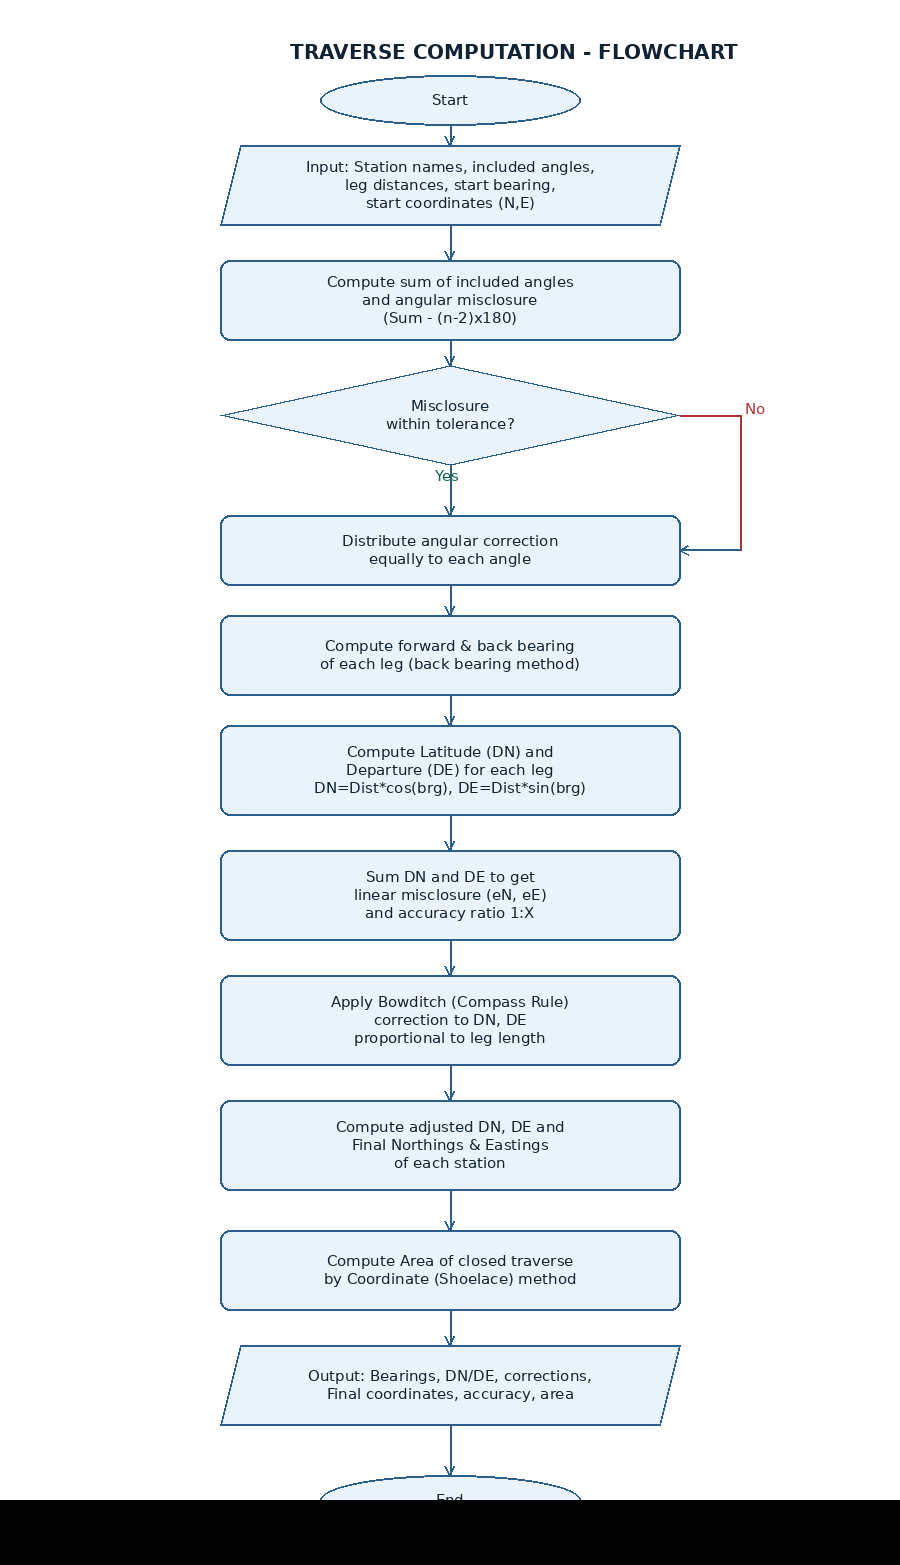 TRAVERSE COMPUTATION - FLOWCHART
Start
Input: Station names, included angles,
leg distances, start bearing,
start coordinates (N,E)
Compute sum of included angles
and angular misclosure
(Sum - (n-2)x180)
Misclosure
within tolerance?
No
Yes
Distribute angular correction
equally to each angle
Compute forward & back bearing
of each leg (back bearing method)
Compute Latitude (DN) and
Departure (DE) for each leg
DN=Dist*cos(brg), DE=Dist*sin(brg)
Sum DN and DE to get
linear misclosure (eN, eE)
and accuracy ratio 1:X
Apply Bowditch (Compass Rule)
correction to DN, DE
proportional to leg length
Compute adjusted DN, DE and
Final Northings & Eastings
of each station
Compute Area of closed traverse
by Coordinate (Shoelace) method
Output: Bearings, DN/DE, corrections,
Final coordinates, accuracy, area
End